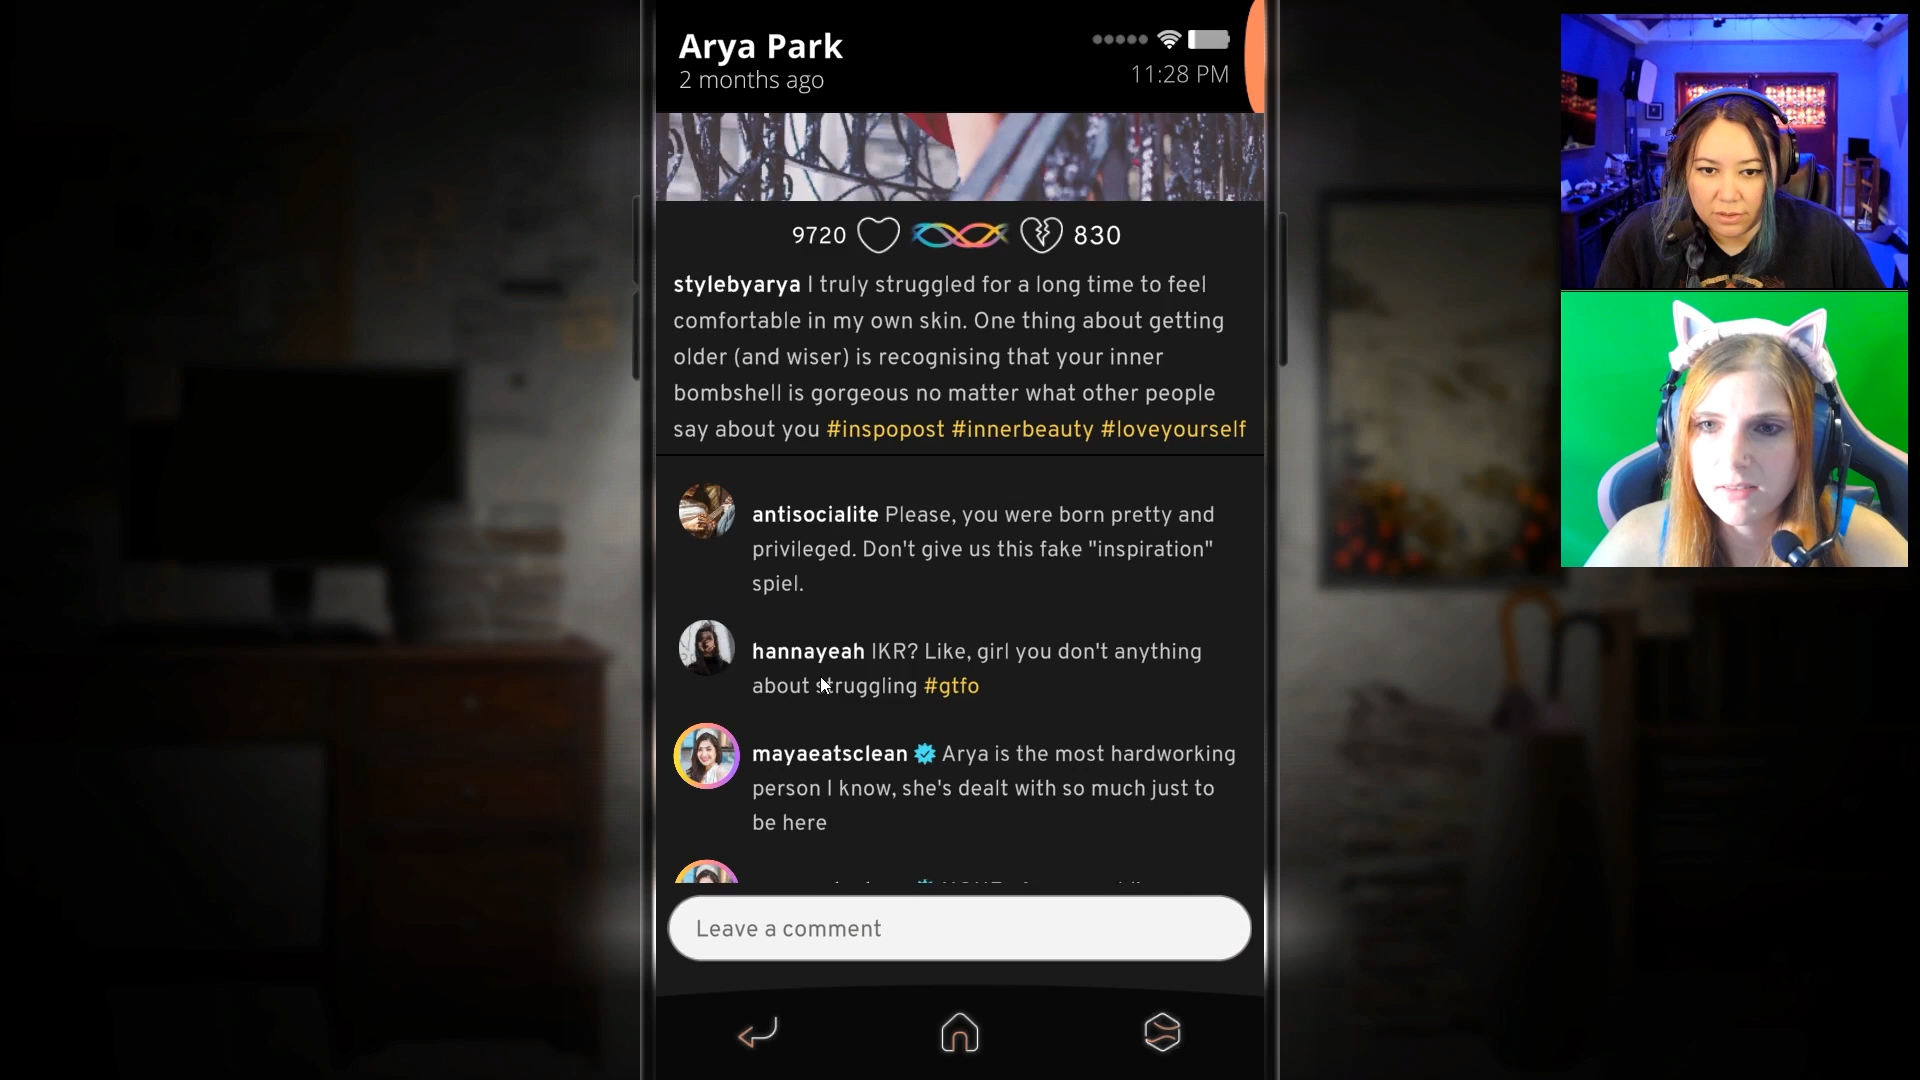 Arya Park
2 months ago
11:28 PM
9720
830
stylebyarya I truly struggled for a long time to feel
comfortable in my own skin. One thing about getting
older (and wiser) is recognising that your inner
bombshell is gorgeous no matter what other people
say about you #inspopost #innerbeauty #loveyourself
antisocialite Please, you were born pretty and
privileged. Don't give us this fake "inspiration"
spiel.
hannayeah IKR? Like, girl you don't anything
about struggling #gtfo
mayaeatsclean Arya is the most hardworking
person I know, she's dealt with so much just to
be here
Leave a comment